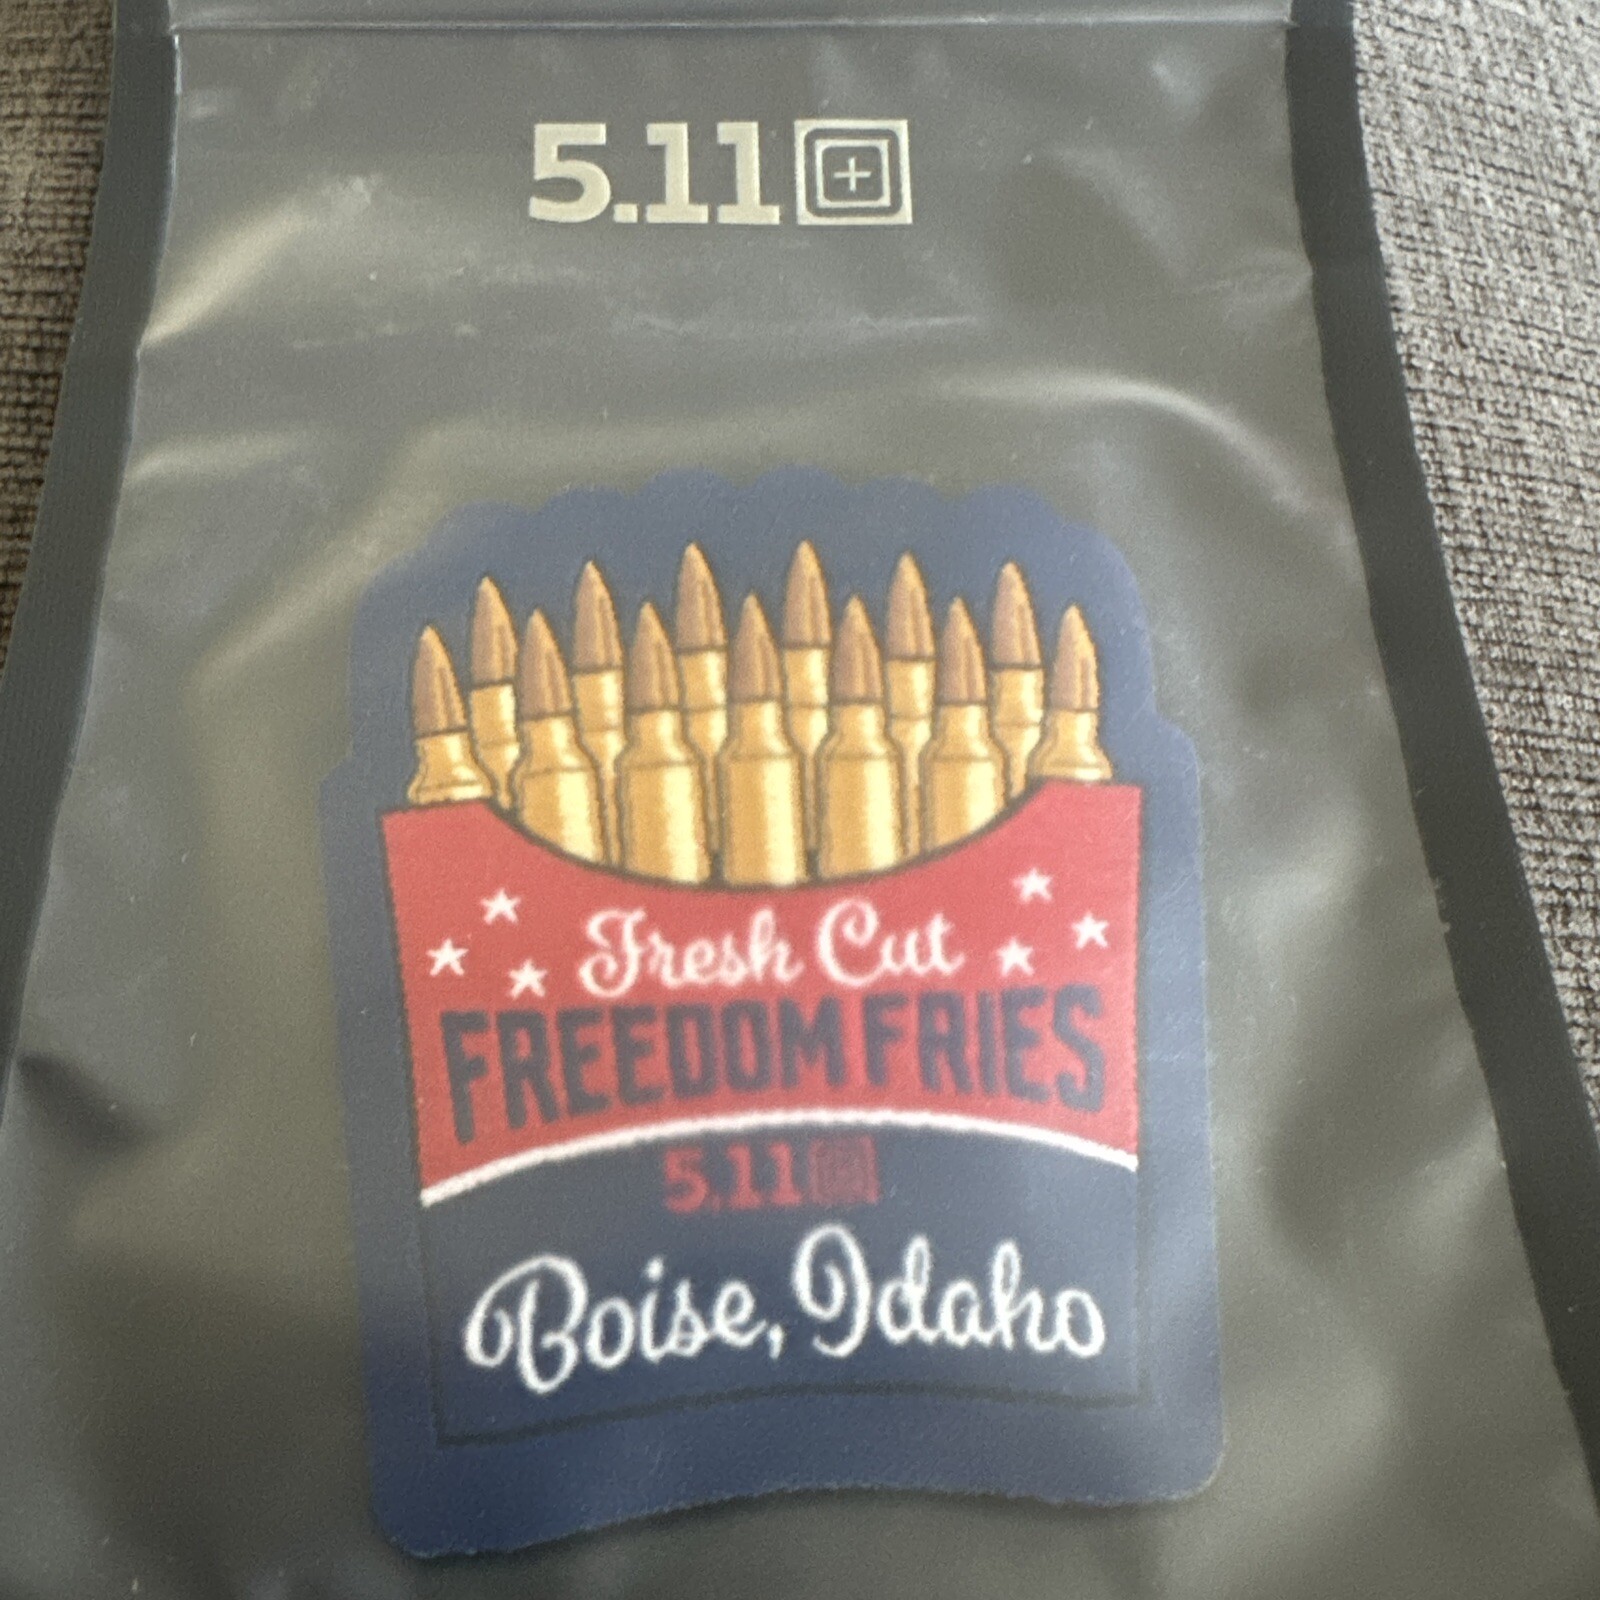 5.11
Fresh Cut
FREEDOM FRIES
5.11
Boise, Idaho